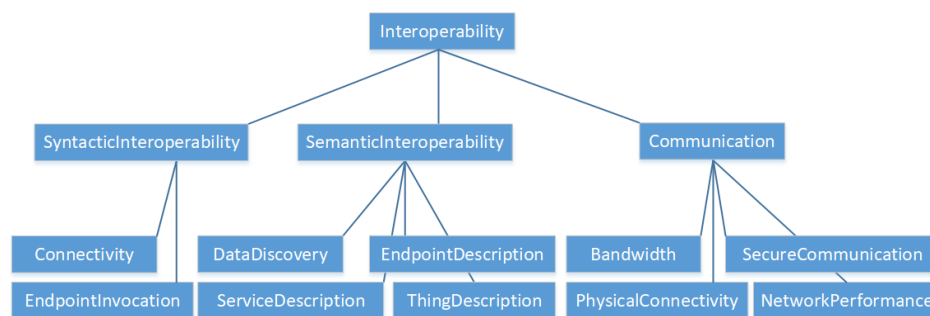 Interoperability
SyntacticInteroperability
SemanticInteroperability
Communication
Connectivity
DataDiscovery
EndpointDescription
Bandwidth
SecureCommunication
EndpointInvocation
ServiceDescription
ThingDescription
PhysicalConnectivity
NetworkPerformance